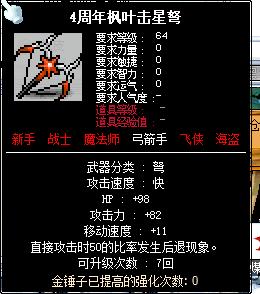 4周年枫叶击星弩
要求等级 : 64
要求力量 : 0
要求敏捷 : 0
要求智力 : 0
要求运气 : 0
要求人气度 : -
道具等级 : -
道具经验值 : -
新手 战士 魔法师 弓箭手 飞侠 海盗
武器分类 : 弩
攻击速度 : 快
HP : +98
攻击力 : +82
移动速度 : +11
直接攻击时50的比率发生后退现象。
可升级次数 : 7回
金锤子已提高的强化次数: 0